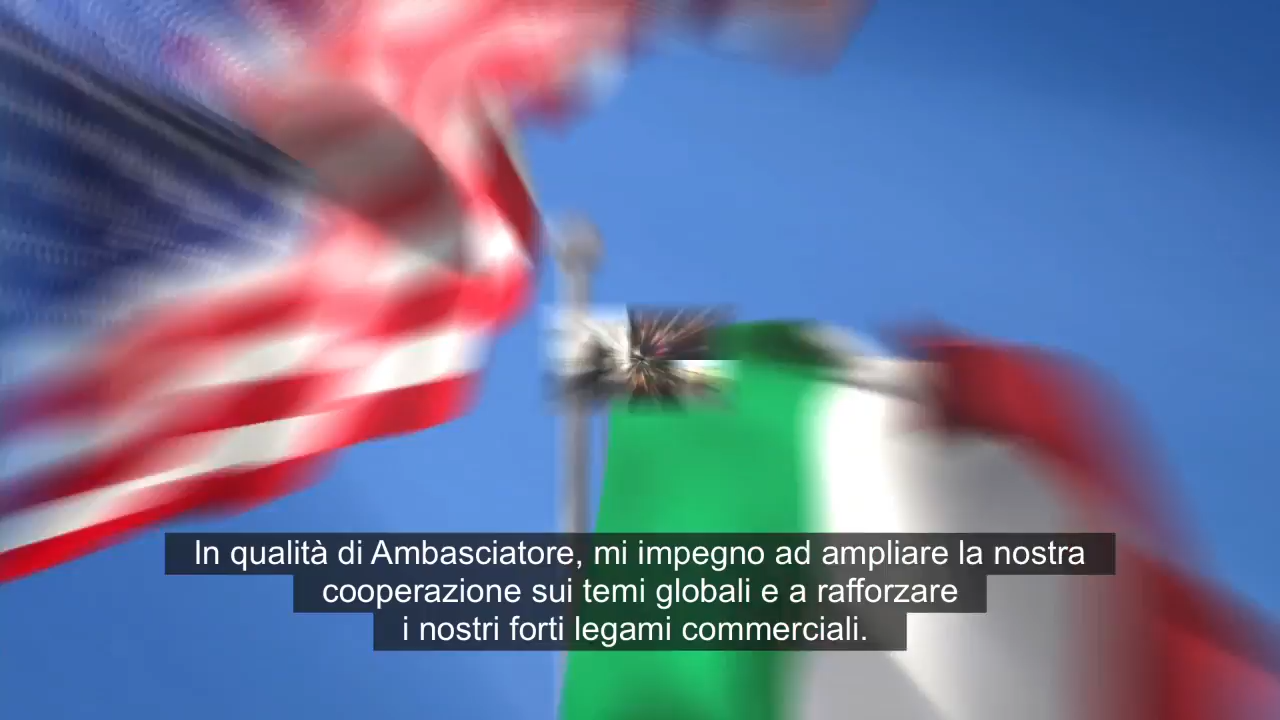 In qualità di Ambasciatore, mi impegno ad ampliare la nostra
cooperazione sui temi globali e a rafforzare
i nostri forti legami commerciali.